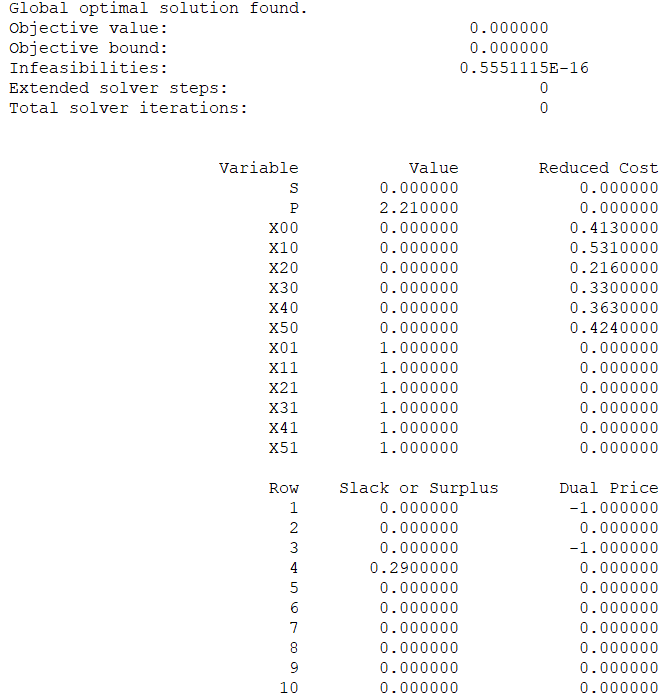 Global optimal solution found.
Objective value: 0.000000
Objective bound: 0.000000
Infeasibilities: 0.5551115E-16
Extended solver steps: 0
Total solver iterations: 0
Variable Value Reduced Cost
S 0.000000 0.000000
P 2.210000 0.000000
X00 0.000000 0.4130000
X10 0.000000 0.5310000
X20 0.000000 0.2160000
X30 0.000000 0.3300000
X40 0.000000 0.3630000
X50 0.000000 0.4240000
X01 1.000000 0.000000
X11 1.000000 0.000000
X21 1.000000 0.000000
X31 1.000000 0.000000
X41 1.000000 0.000000
X51 1.000000 0.000000
Row Slack or Surplus Dual Price
1 0.000000 -1.000000
2 0.000000 0.000000
3 0.000000 -1.000000
4 0.2900000 0.000000
5 0.000000 0.000000
6 0.000000 0.000000
7 0.000000 0.000000
8 0.000000 0.000000
9 0.000000 0.000000
10 0.000000 0.000000